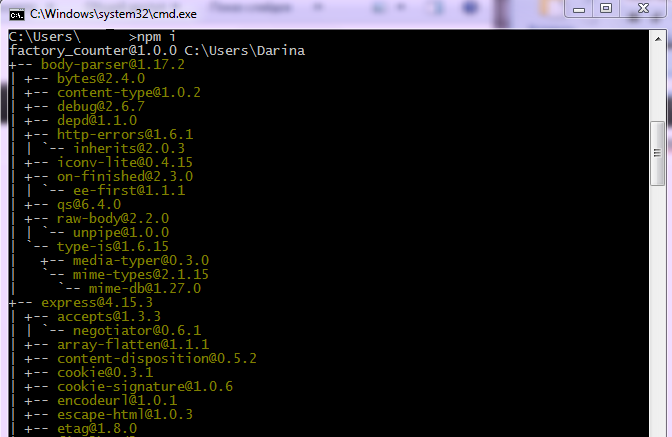 C:\Windows\system32\cmd.exe
C:\Users\      >npm i
factory_counter@1.0.0 C:\Users\Darina
+-- body-parser@1.17.2
| +-- bytes@2.4.0
| +-- content-type@1.0.2
| +-- debug@2.6.7
| +-- depd@1.1.0
| +-- http-errors@1.6.1
| | `-- inherits@2.0.3
| +-- iconv-lite@0.4.15
| +-- on-finished@2.3.0
| | `-- ee-first@1.1.1
| +-- qs@6.4.0
| +-- raw-body@2.2.0
| | `-- unpipe@1.0.0
| `-- type-is@1.6.15
|   +-- media-typer@0.3.0
|   `-- mime-types@2.1.15
|     `-- mime-db@1.27.0
+-- express@4.15.3
| +-- accepts@1.3.3
| | `-- negotiator@0.6.1
| +-- array-flatten@1.1.1
| +-- content-disposition@0.5.2
| +-- cookie@0.3.1
| +-- cookie-signature@1.0.6
| +-- encodeurl@1.0.1
| +-- escape-html@1.0.3
| +-- etag@1.8.0